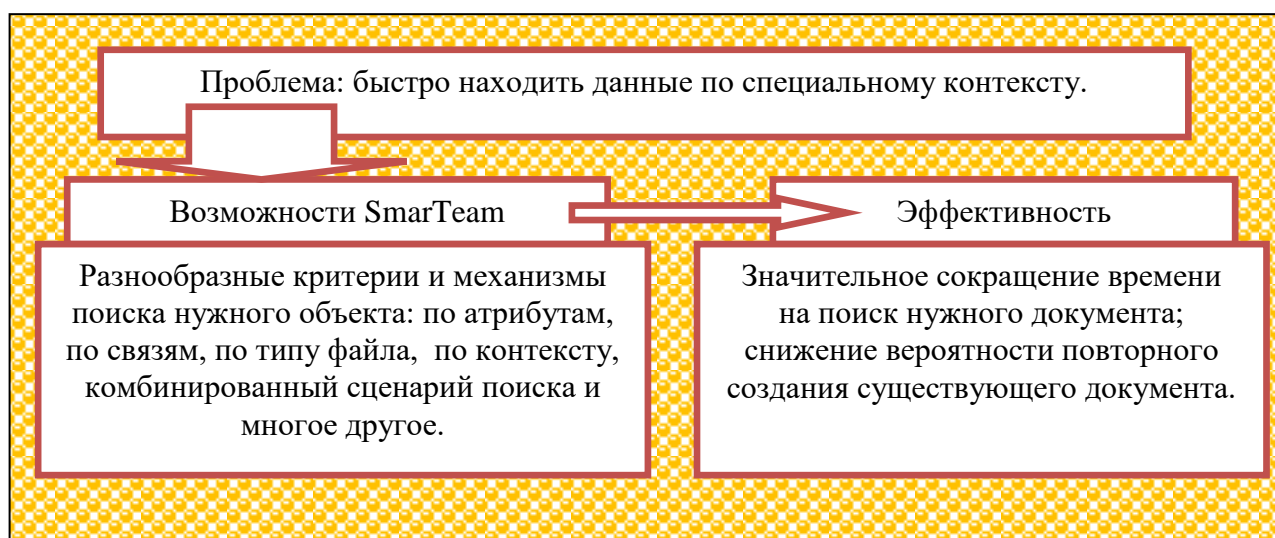 Проблема: быстро находить данные по специальному контексту.
Возможности SmarTeam
Разнообразные критерии и механизмы
поиска нужного объекта: по атрибутам,
по связям, по типу файла, по контексту,
комбинированный сценарий поиска и
многое другое.
Эффективность
Значительное сокращение времени
на поиск нужного документа;
снижение вероятности повторного
создания существующего документа.